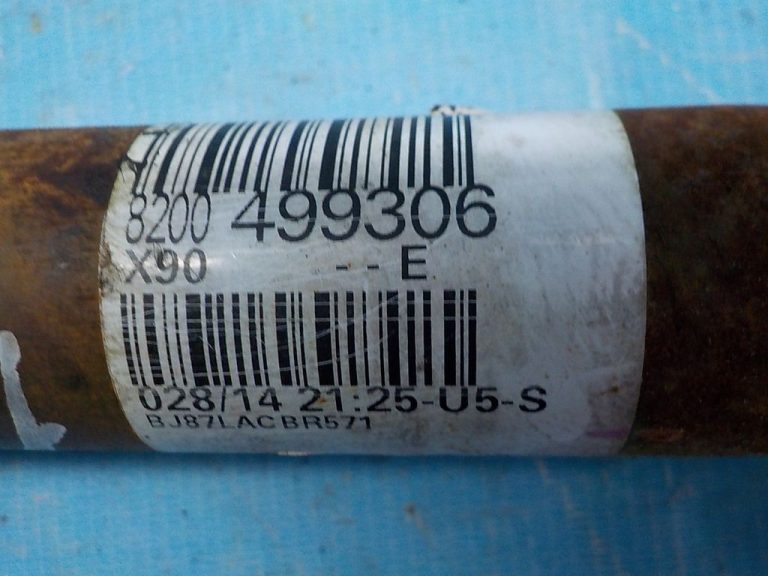 8200 499306
X90 - - E
028/14 21:25-U5-S
BJ87LACBR571